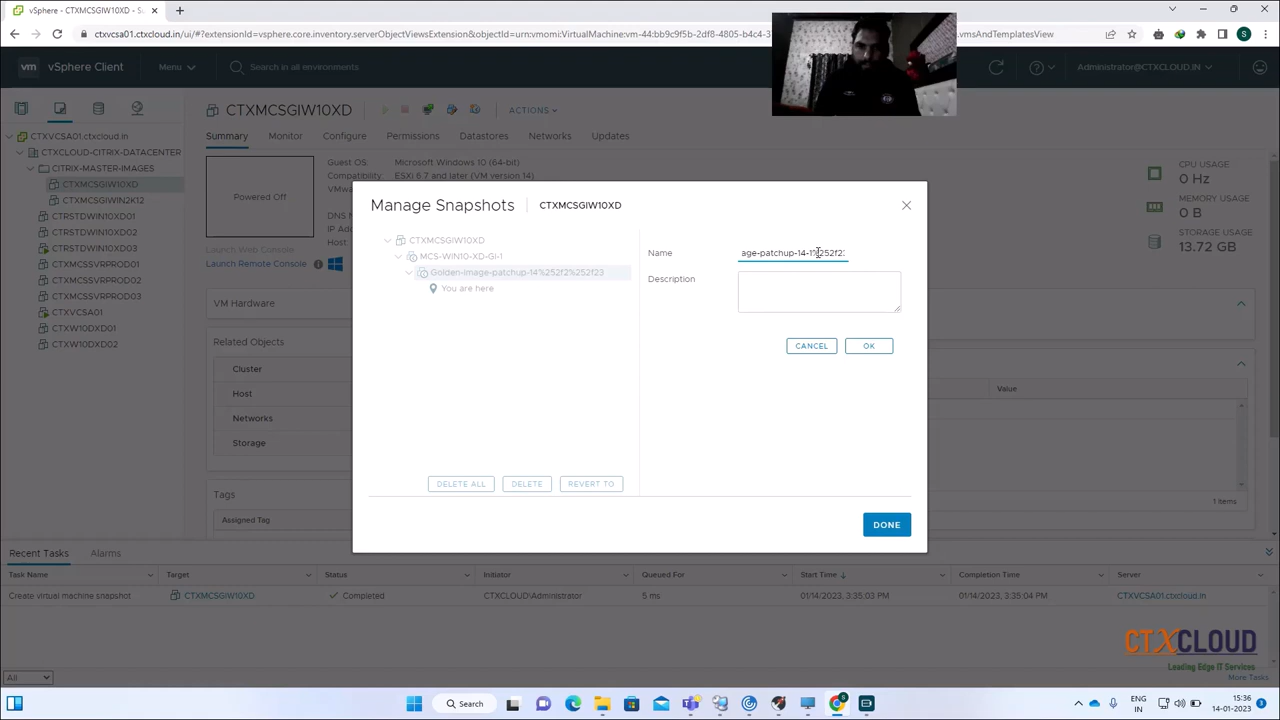 vSphere - CTXMCSGIW10XD - Su
ctxvcsa01.ctxcloud.in/ui/#?extensionId=vsphere.core.inventory.serverObjectViewsExtension&objectId=urn:vmomi:VirtualMachine:vm-44:bb9c9f5b-2df8-4805-b4c4-
.vmsAndTemplatesView
S
vm
vSphere Client
Menu
Search in all environments
Administrator@CTXCLOUD.IN
CTXMCSGIW10XD
ACTIONS
CTXVCSA01.ctxcloud.in
CTXCLOUD-CITRIX-DATACENTER
CITRIX-MASTER-IMAGES
CTXMCSGIW10XD
CTXMCSGIWIN2K12
CTRSTDWIN10XD01
CTRSTDWIN10XD02
CTRSTDWIN10XD03
CTXMCSSVRPRD01
CTXMCSSVRPRD02
CTXMCSSVRPRD03
CTXVCSA01
CTXW10DXD01
CTXW10DXD02
Summary
Monitor
Configure
Permissions
Datastores
Networks
Updates
Powered Off
Launch Web Console
Launch Remote Console
Guest OS:
Microsoft Windows 10 (64-bit)
Compatibility:
ESXi 6.7 and later (VM version 14)
DNS N
IP Ad
Host:
CPU USAGE
0 Hz
MEMORY USAGE
0 B
STORAGE USAGE
13.72 GB
VM Hardware
Related Objects
Cluster
Host
Networks
Storage
Tags
Assigned Tag
Value
1 items
Manage Snapshots
CTXMCSGIW10XD
CTXMCSGIW10XD
MCS-WIN10-XD-GI-1
Golden-Image-patchup-14%252f2%252f23
You are here
Name
age-patchup-14-1%252f2:
Description
CANCEL
OK
DELETE ALL
DELETE
REVERT TO
DONE
Recent Tasks
Alarms
Task Name
Target
Status
Initiator
Queued For
Start Time
Completion Time
Server
Create virtual machine snapshot
CTXMCSGIW10XD
Completed
CTXCLOUD\Administrator
5 ms
01/14/2023, 3:35:03 PM
01/14/2023, 3:35:04 PM
CTXVCSA01.ctxcloud.in
CTXCLOUD
Leading Edge IT Services
All
More Tasks
Search
ENG
IN
15:36
14-01-2023